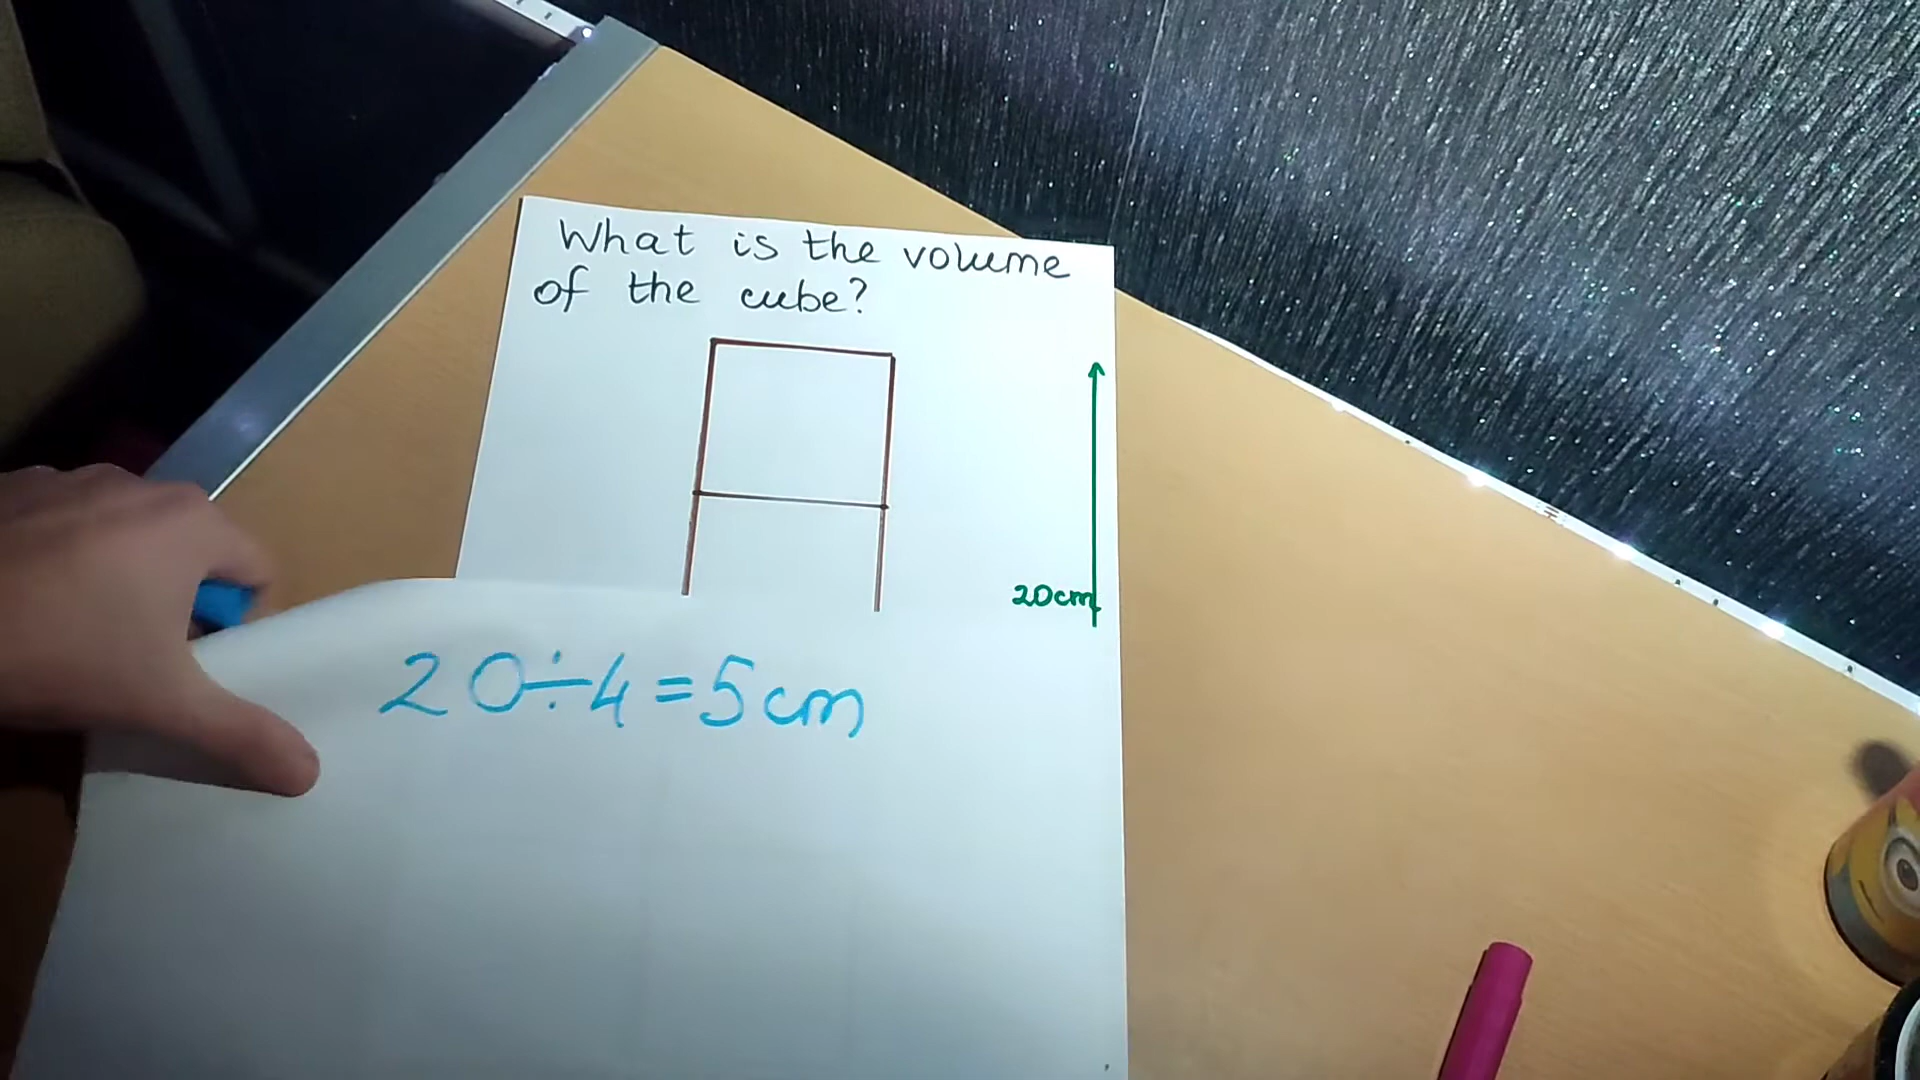 What is the volume
of the cube?
20cm
20÷4=5cm